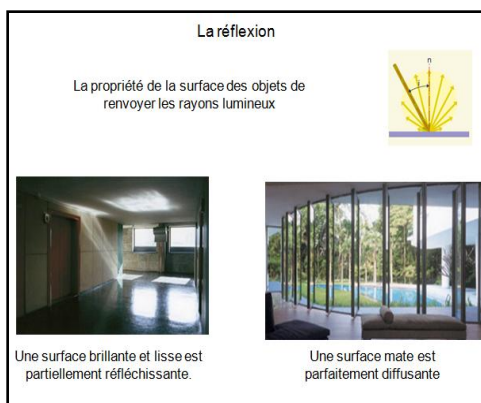 La réflexion
La propriété de la surface des objets de
renvoyer les rayons lumineux
n
i
Une surface brillante et lisse est
partiellement réfléchissante.
Une surface mate est
parfaitement diffusante